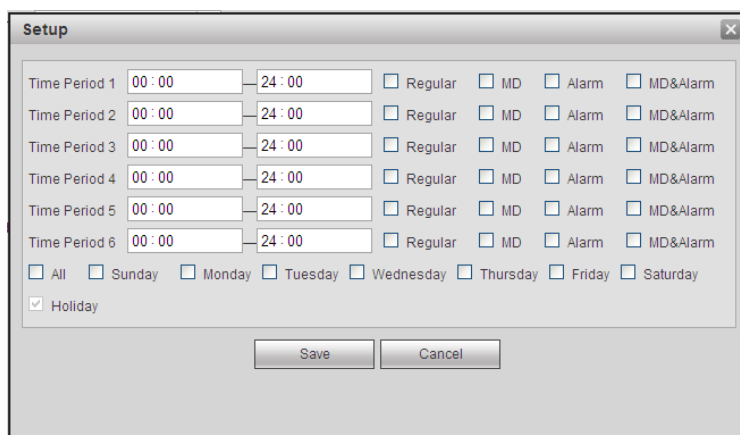 Setup
Time Period 1 00:00 — 24:00 Regular MD Alarm MD&Alarm
Time Period 2 00:00 — 24:00 Regular MD Alarm MD&Alarm
Time Period 3 00:00 — 24:00 Regular MD Alarm MD&Alarm
Time Period 4 00:00 — 24:00 Regular MD Alarm MD&Alarm
Time Period 5 00:00 — 24:00 Regular MD Alarm MD&Alarm
Time Period 6 00:00 — 24:00 Regular MD Alarm MD&Alarm
All Sunday Monday Tuesday Wednesday Thursday Friday Saturday
Holiday
Save Cancel